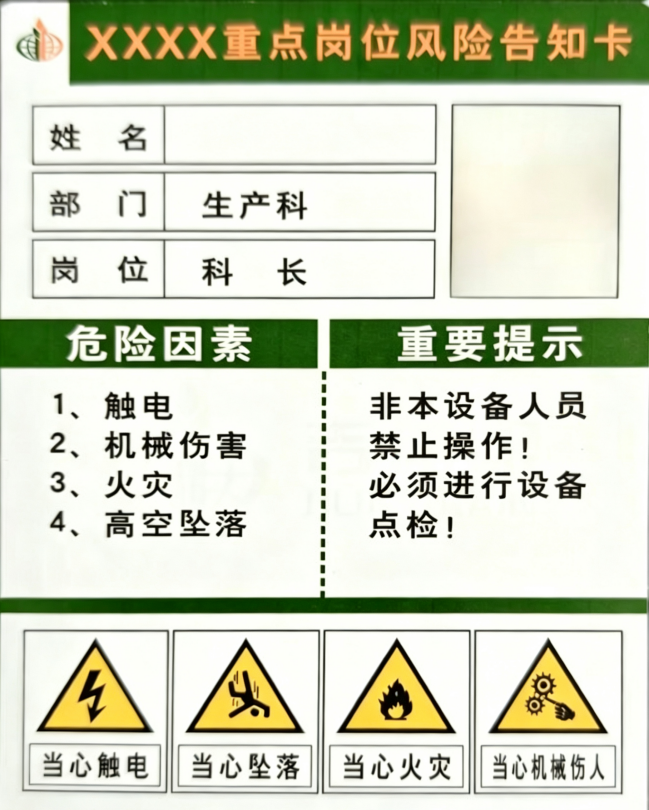 XXXX重点岗位风险告知卡
姓 名
部 门 生产科
岗 位 科 长
危险因素
1、触电
2、机械伤害
3、火灾
4、高空坠落
重要提示
非本设备人员
禁止操作！
必须进行设备
点检！
当心触电
当心坠落
当心火灾
当心机械伤人